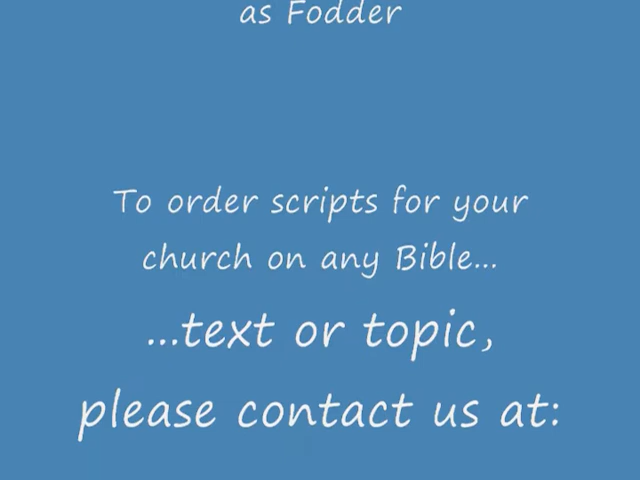 as Fodder
To order scripts for your
church on any Bible...
...text or topic,
please contact us at: